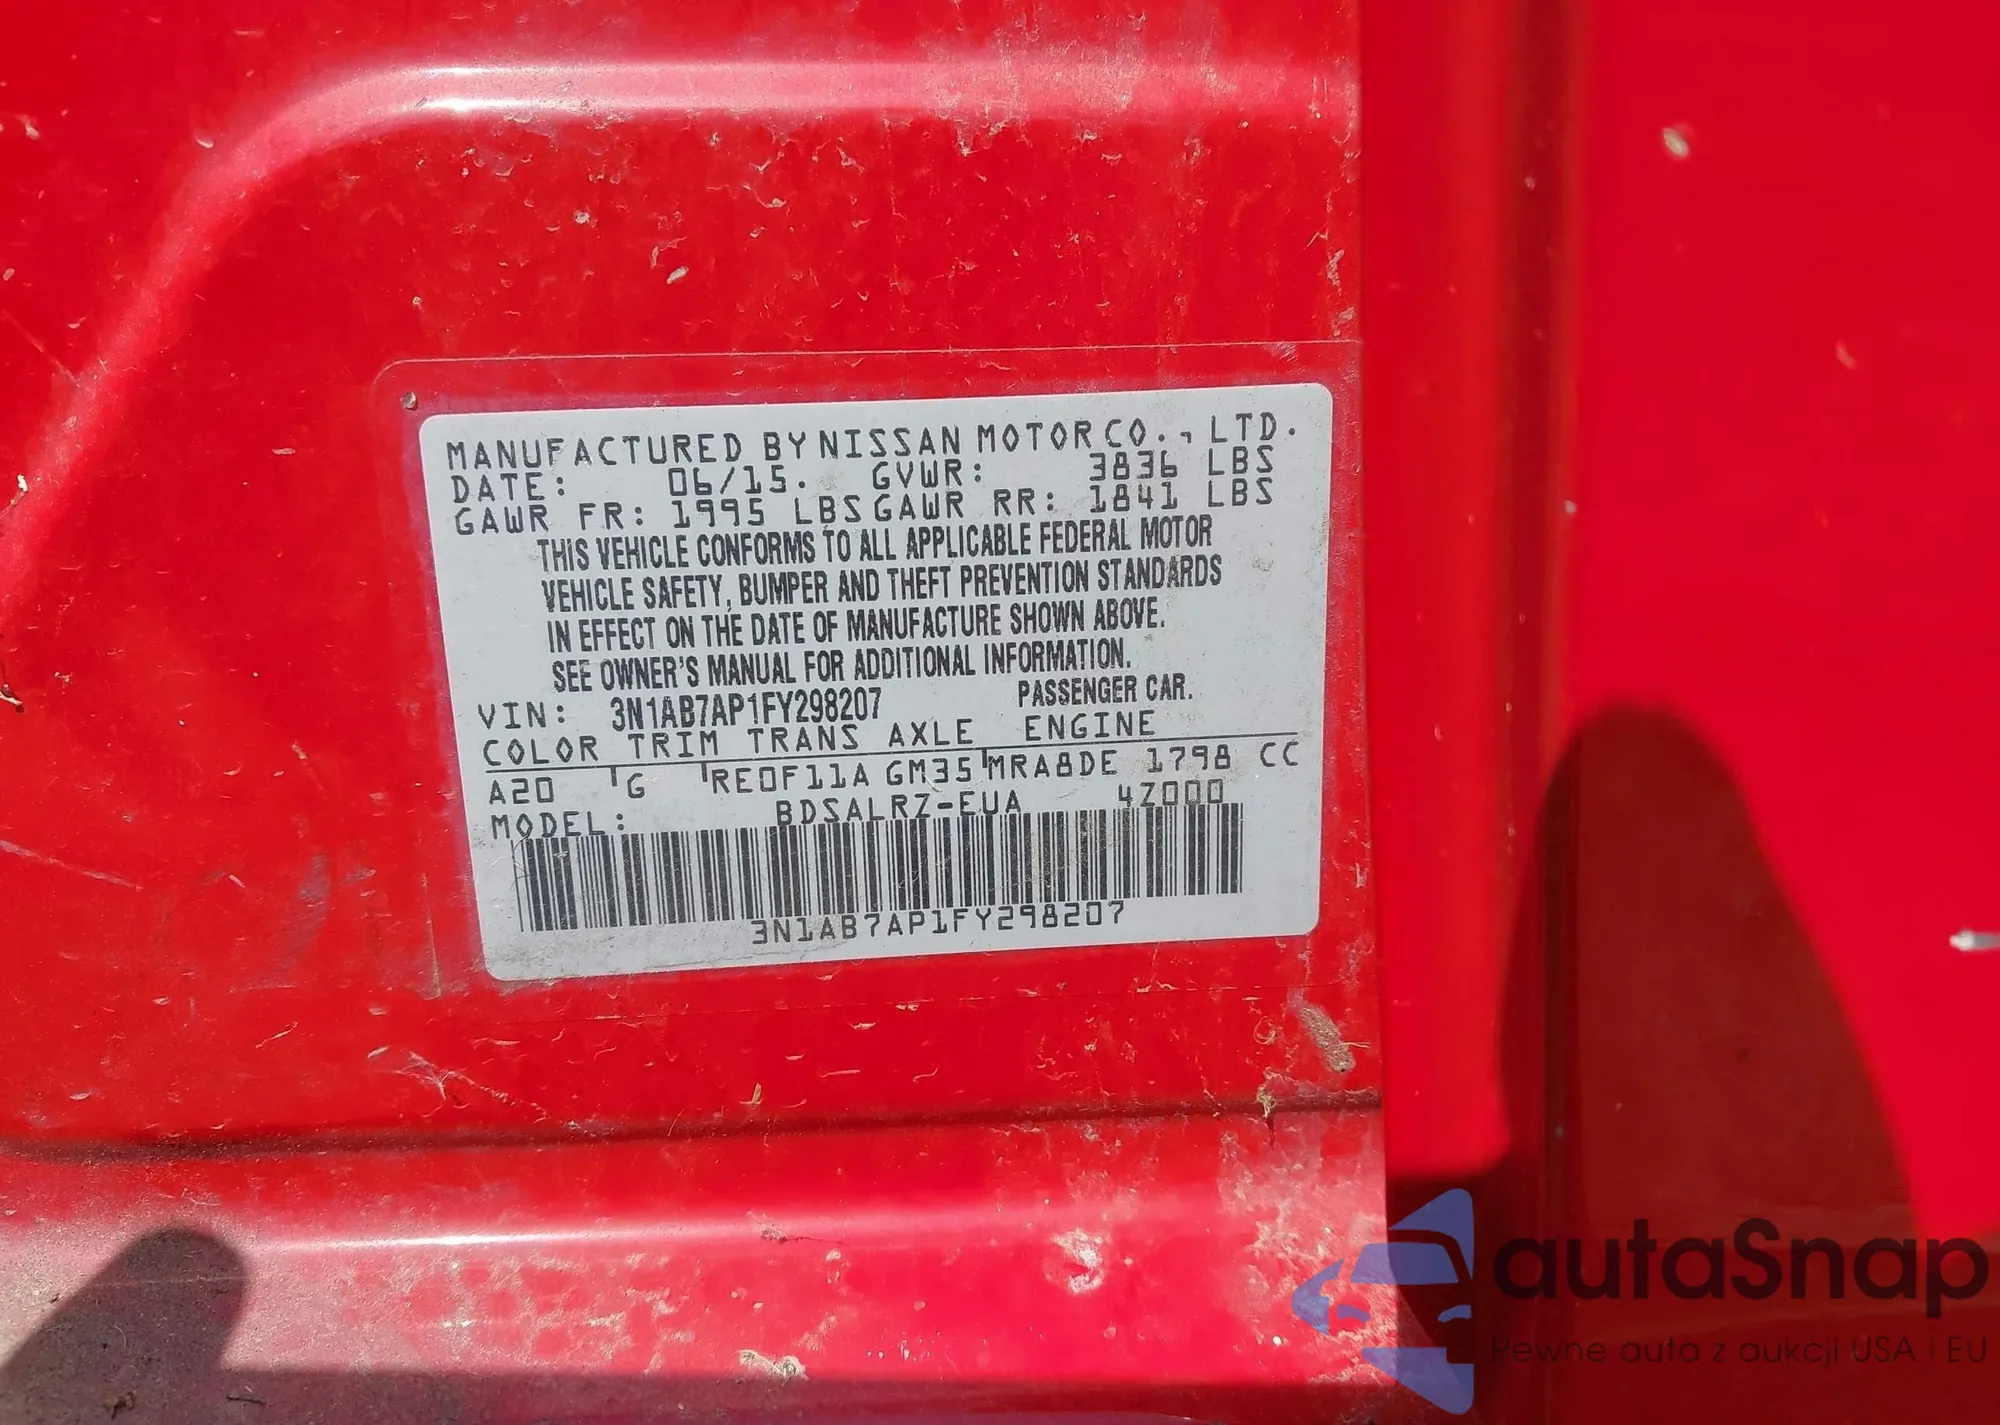 MANUFACTURED BY NISSAN MOTOR CO., LTD.
DATE: 06/15. GVWR: 3836 LBS
GAWR FR: 1995 LBS GAWR RR: 1841 LBS
THIS VEHICLE CONFORMS TO ALL APPLICABLE FEDERAL MOTOR
VEHICLE SAFETY, BUMPER AND THEFT PREVENTION STANDARDS
IN EFFECT ON THE DATE OF MANUFACTURE SHOWN ABOVE.
SEE OWNER'S MANUAL FOR ADDITIONAL INFORMATION.
VIN: 3N1AB7AP1FY298207 PASSENGER CAR.
COLOR TRIM TRANS AXLE ENGINE
A20 G RE0F11A GM35 MRA8DE 1798 CC
MODEL: BDSALRZ-EUA 4Z000
3N1AB7AP1FY298207
autaSnap
Pewne auta z aukcji USA i EU